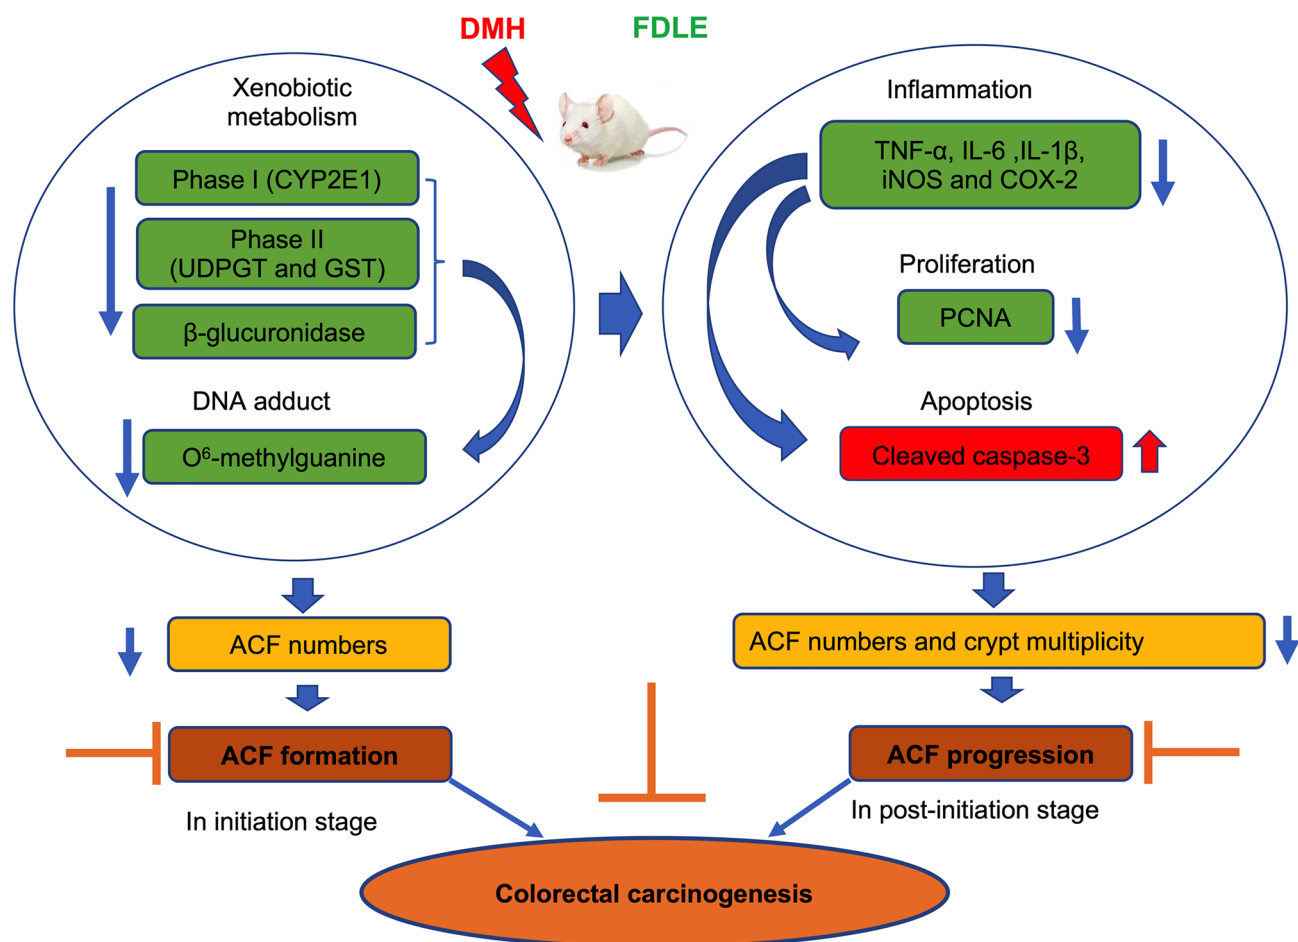 DMH
FDLE
Xenobiotic
metabolism
Phase I (CYP2E1)
Phase II
(UDPGT and GST)
β-glucuronidase
DNA adduct
O⁶-methylguanine
Inflammation
TNF-α, IL-6 ,IL-1β,
iNOS and COX-2
Proliferation
PCNA
Apoptosis
Cleaved caspase-3
ACF numbers
ACF formation
In initiation stage
ACF numbers and crypt multiplicity
ACF progression
In post-initiation stage
Colorectal carcinogenesis